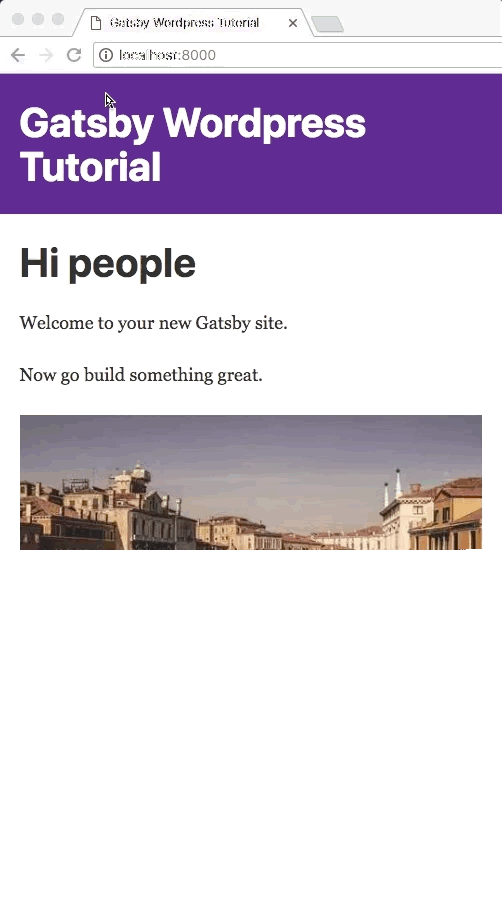 Gatsby Wordpress Tutorial
localhost:8000
Gatsby Wordpress
Tutorial
Hi people
Welcome to your new Gatsby site.
Now go build something great.